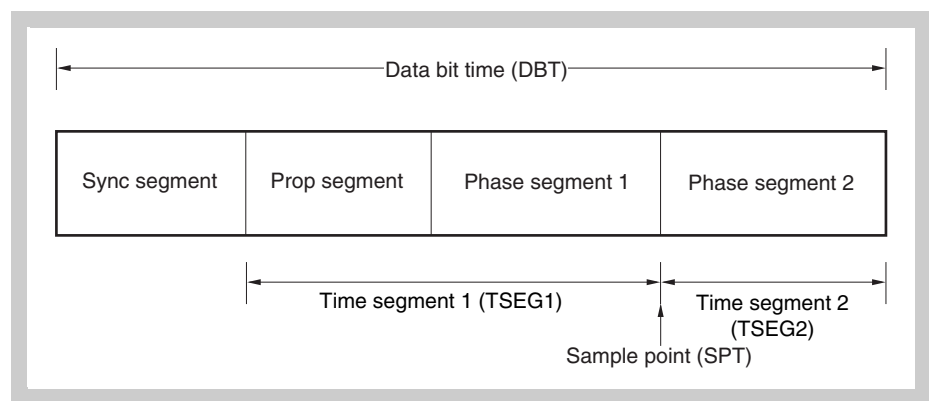 Data bit time (DBT)
Sync segment
Prop segment
Phase segment 1
Phase segment 2
Time segment 1 (TSEG1)
Time segment 2
(TSEG2)
Sample point (SPT)